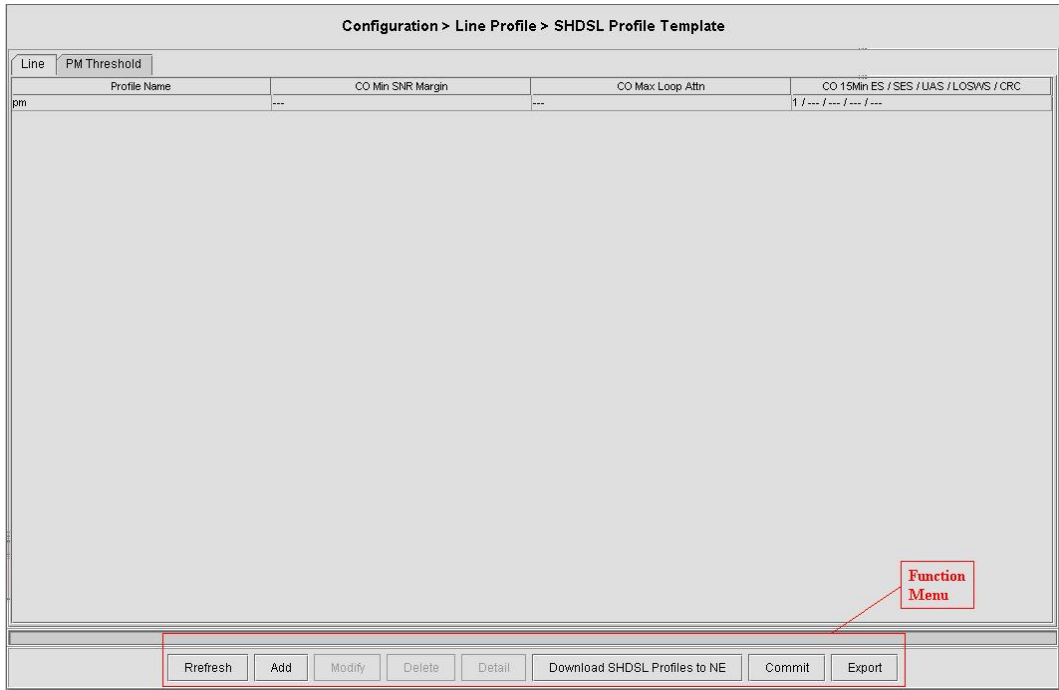 Configuration > Line Profile > SHDSL Profile Template
Line PM Threshold
Profile Name CO Min SNR Margin CO Max Loop Attn CO 15Min ES / SES / UAS / LOSWS / CRC
pm --- --- 1 / --- / --- / --- / ---
Function
Menu
Rrefresh Add Modify Delete Detail Download SHDSL Profiles to NE Commit Export